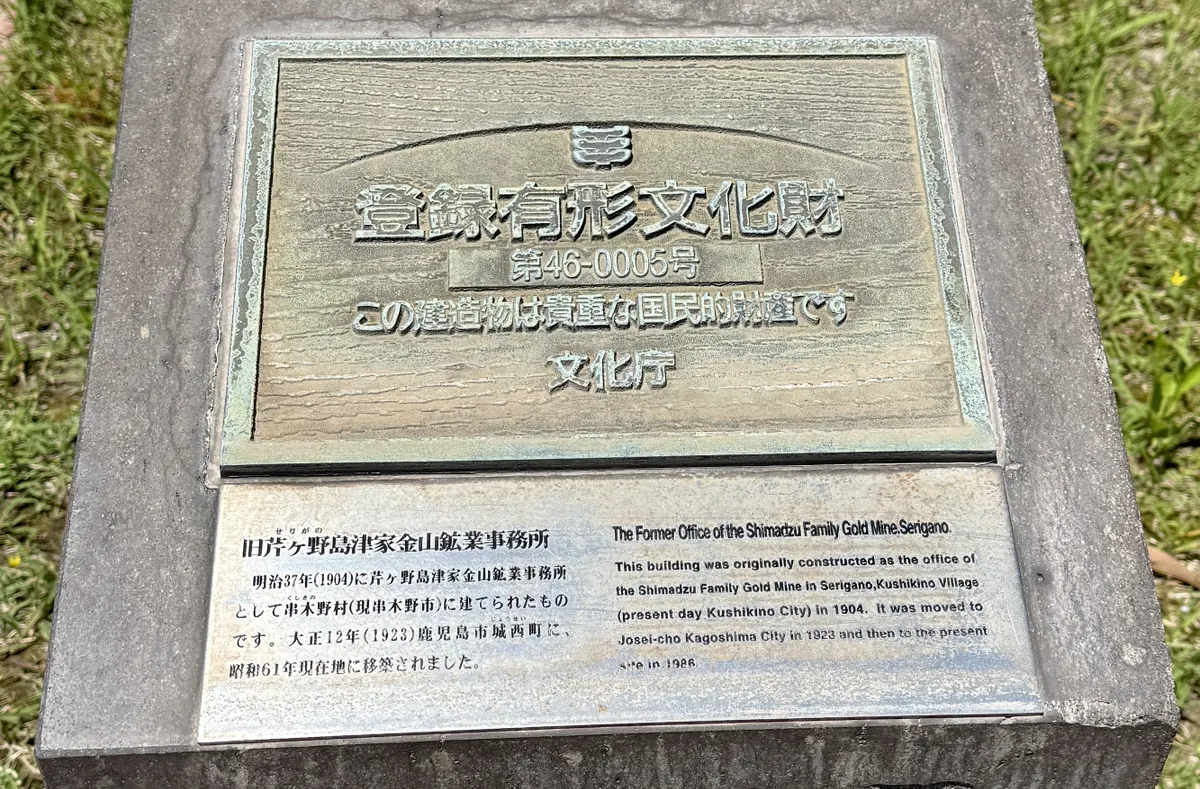 登録有形文化財
第46-0005号
この建造物は貴重な国民的財産です
文化庁
せりがの
旧芹ヶ野島津家金山鉱業事務所
明治37年(1904)に芹ヶ野島津家金山鉱業事務所
くしきの
として串木野村(現串木野市)に建てられたもの
じょうせい
です。大正12年(1923)鹿児島市城西町に、
昭和61年現在地に移築されました。
The Former Office of the Shimadzu Family Gold Mine.Serigano.
This building was originally constructed as the office of
the Shimadzu Family Gold Mine in Serigano,Kushikino Village
(present day Kushikino City) in 1904. It was moved to
Josei-cho Kagoshima City in 1923 and then to the present
site in 1986